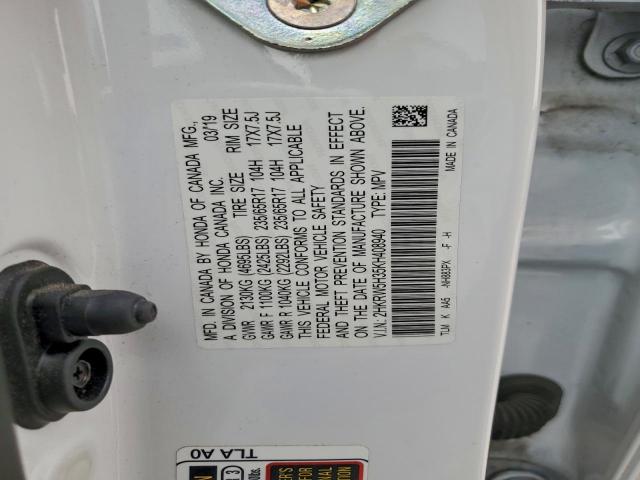 MFD. IN CANADA BY HONDA OF CANADA MFG.,
A DIVISION OF HONDA CANADA INC. 03/19
TIRE SIZE RIM SIZE
GVWR 2130KG (4695LBS)
GAWR F 1100KG (2425LBS) 235/65R17 104H 17X7.5J
GAWR R 1040KG (2292LBS) 235/65R17 104H 17X7.5J
THIS VEHICLE CONFORMS TO ALL APPLICABLE
FEDERAL MOTOR VEHICLE SAFETY
AND THEFT PREVENTION STANDARDS IN EFFECT
ON THE DATE OF MANUFACTURE SHOWN ABOVE.
V.I.N.: 2HKRW5H35KH408940 TYPE: MPV
TLM K AA5 -NH883PX -F -H
MADE IN CANADA
TLA A0